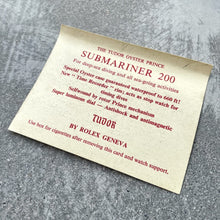 THE TUDOR OYSTER PRINCE
SUBMARINER 200
For deep-sea diving and all sea-going activities
Special Oyster case guaranteed waterproof to 660 ft!
New "Time Recorder" rim; acts as stop watch for
timing dives
Selfwound by rotor Prince mechanism
Super luminous dial — Antishock and antimagnetic
TUDOR
BY ROLEX GENEVA
Use box for cigarettes after removing this card and watch support.